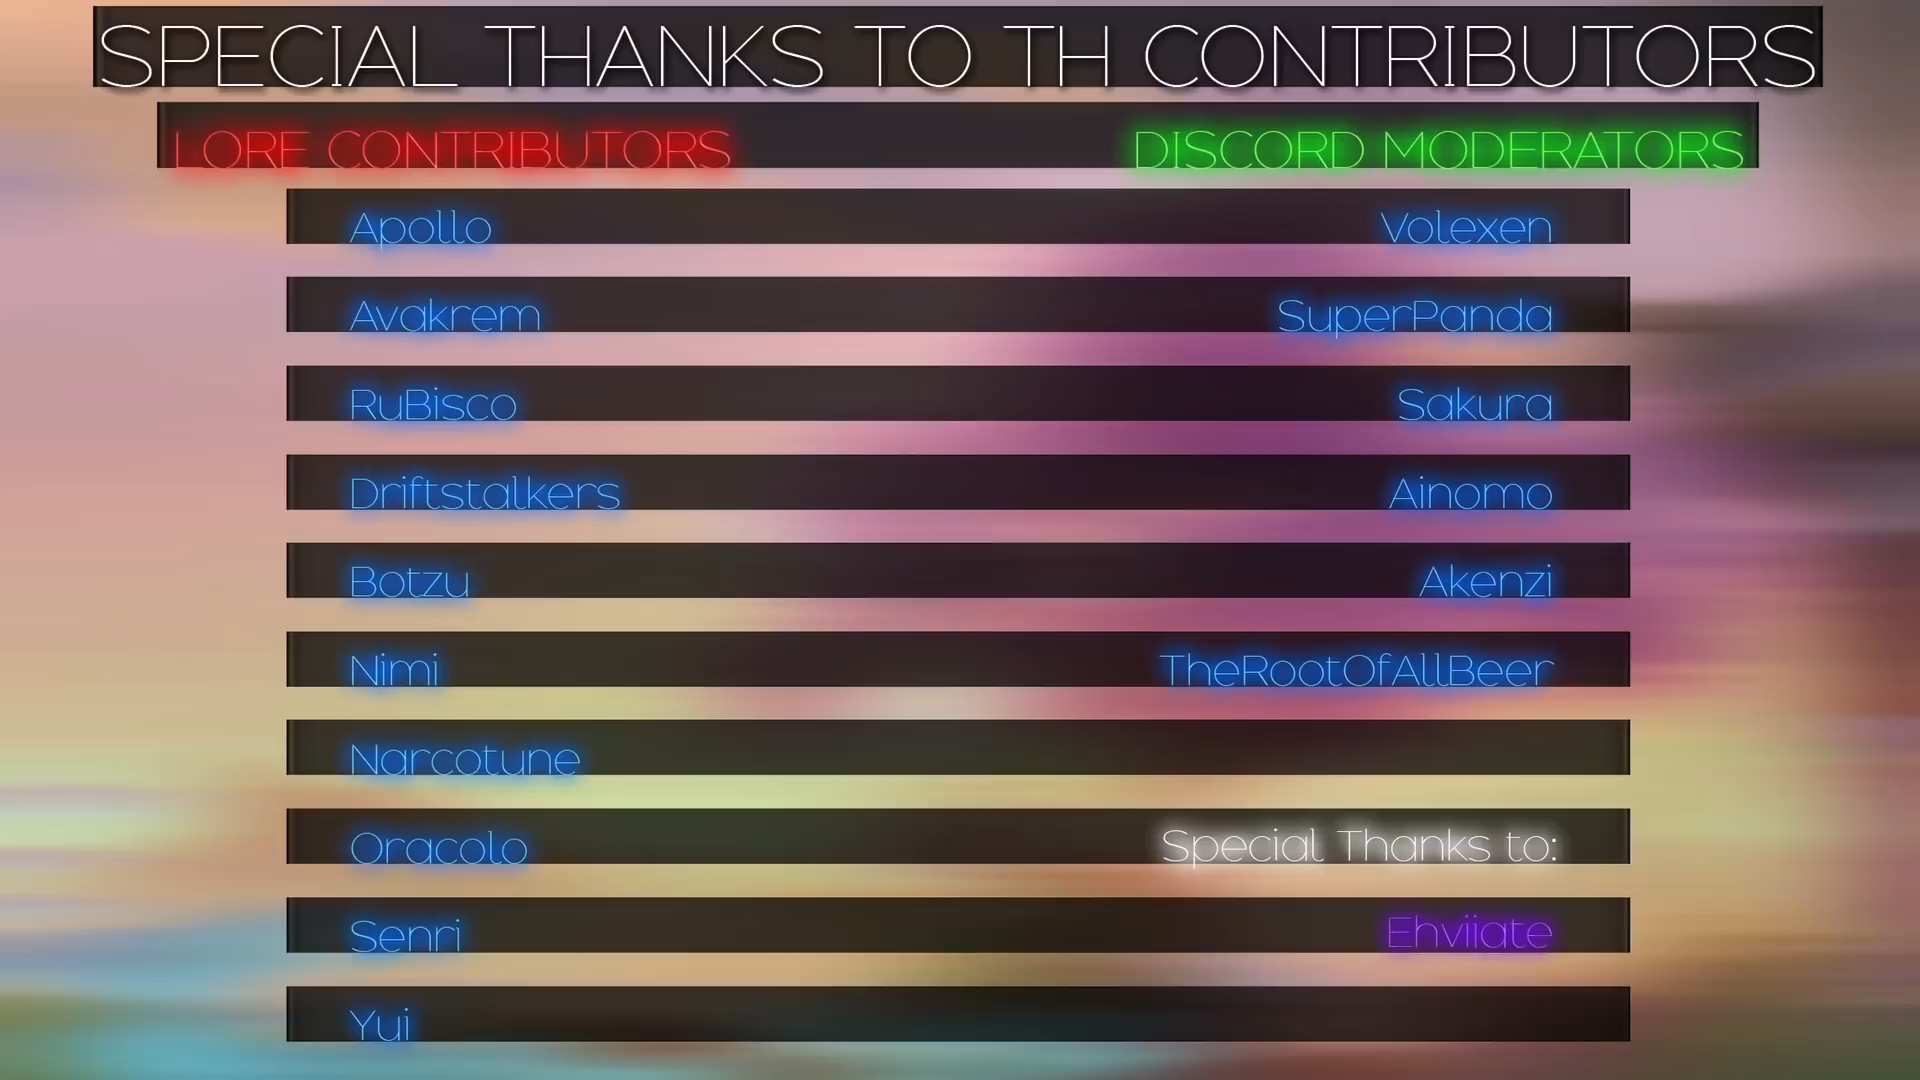 SPECIAL THANKS TO TH CONTRIBUTORS
LORE CONTRIBUTORS DISCORD MODERATORS
Apollo Volexen
Avakrem SuperPanda
RuBisco Sakura
Driftstalkers Ainomo
Botzu Akenzi
Nimi TheRootOfAllBeer
Narcotune
Oracolo Special Thanks to:
Senri Ehviiate
Yui